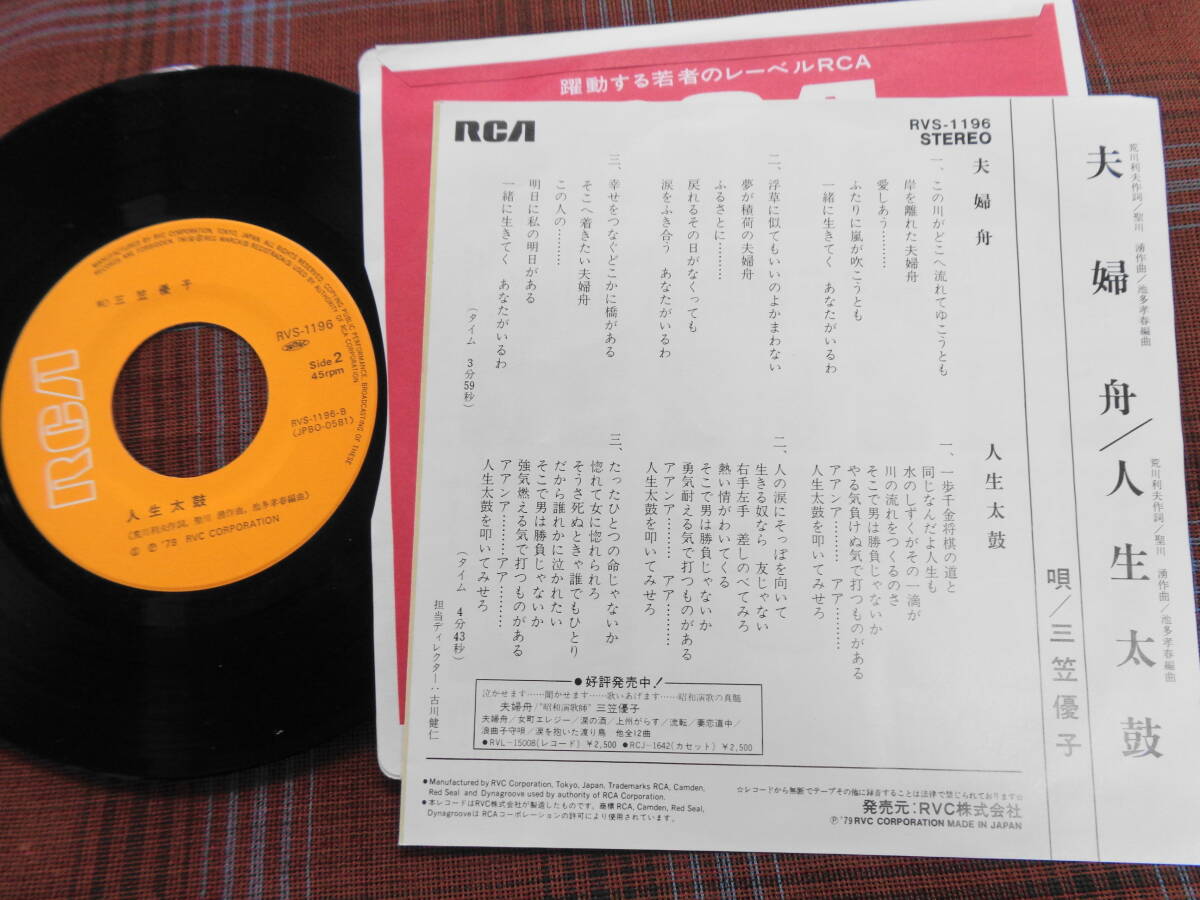 躍動する若者のレーベルRCA
RCA
RVS-1196
STEREO
荒川利夫作詞/聖川 湧作曲/池多孝春編曲
荒川利夫作詞/聖川 湧作曲/池多孝春編曲
夫婦舟/人生太鼓
唄/三笠優子
夫婦舟
一、この川がどこへ流れてゆこうとも
岸を離れた夫婦舟
愛しあう………
ふたりに嵐が吹こうとも
一緒に生きてく あなたがいるわ
二、浮草に似てもいいのよかまわない
夢が積荷の夫婦舟
ふるさとに………
戻れるその日がなくっても
涙をふき合う あなたがいるわ
三、幸せをつなぐどこかに橋がある
そこへ着きたい夫婦舟
この人の………
明日に私の明日がある
一緒に生きてく あなたがいるわ
(タイム 3分59秒)
人生太鼓
一、一歩千金将棋の道と
同じなんだよ人生も
水のしずくがその一滴が
川の流れをつくるのさ
そこで男は勝負じゃないか
やる気負けぬ気で打つものがある
アアンア……… アア………
人生太鼓を叩いてみせろ
二、人の涙にそっぽを向いて
生きる奴なら 友じゃない
右手左手 差しのべてみろ
熱い情がわいてくる
そこで男は勝負じゃないか
勇気耐える気で打つものがある
アアンア……… アア………
人生太鼓を叩いてみせろ
三、たったひとつの命じゃないか
惚れて女に惚れられろ
そうさ死ぬときゃ誰でもひとり
だから誰れかに泣かれたい
そこで男は勝負じゃないか
強気燃える気で打つものがある
アアンア……… アア………
人生太鼓を叩いてみせろ
(タイム 4分43秒)
担当ディレクター:古川健仁
●好評発売中!
泣かせます……聞かせます……歌いあげます……昭和演歌の真髄
夫婦舟/"昭和演歌師"三笠優子
夫婦舟/女町エレジー/涙の酒/上州がらす/流転/妻恋道中/
浪曲子守唄/涙を抱いた渡り鳥 他全12曲
●RVL-15008(レコード)¥2,500 ●RCJ-1642(カセット)¥2,500
●Manufactured by RVC Corporation, Tokyo, Japan. Trademarks RCA, Camden,
Red Seal and Dynagroove used by authority of RCA Corporation.
●本レコードはRVC株式会社が製造したものです。商標RCA, Camden, Red Seal,
DynagrooveはRCAコーポレーションの許可により使用されています。
☆レコードから無断でテープその他に録音することは法律で禁じられております☆
発売元:RVC株式会社
℗'79 RVC CORPORATION MADE IN JAPAN
三笠優子
RVS-1196
Side 2
45rpm
RVS-1196-B
(JPBO-0581)
RCA
人生太鼓
(荒川利夫作詞, 聖川 湧作曲, 池多孝春編曲)
℗'79 RVC CORPORATION